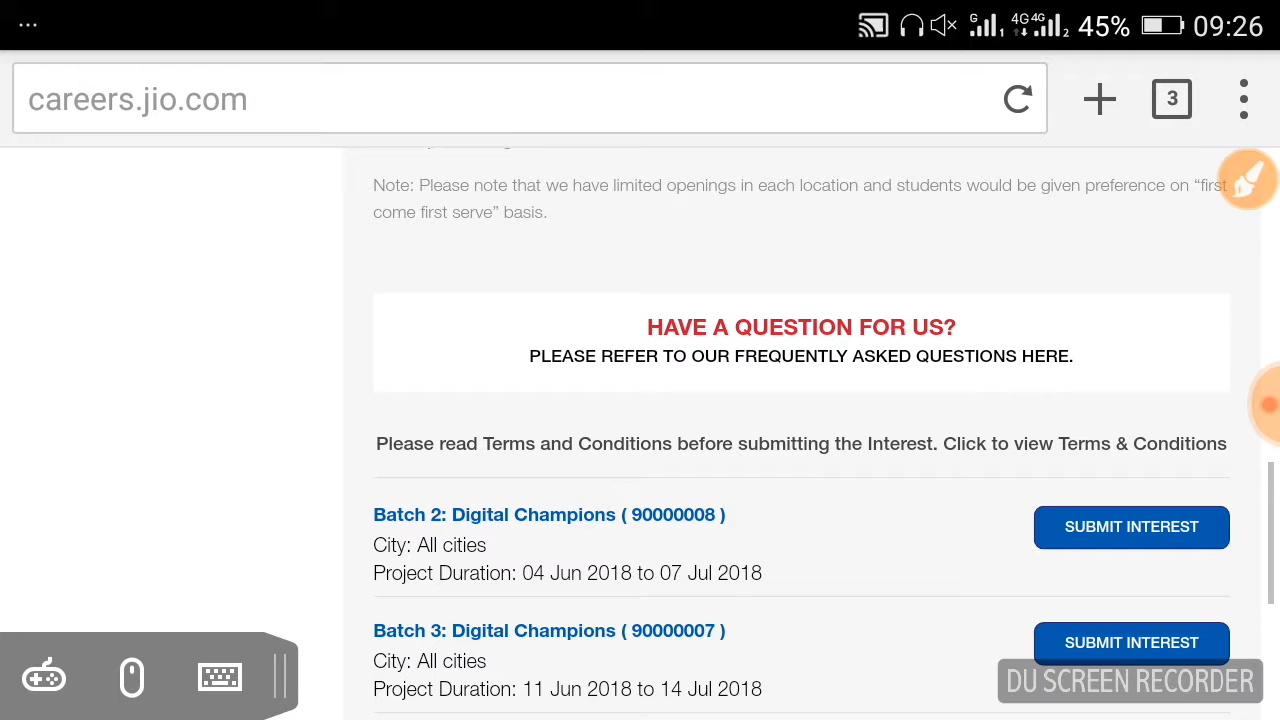 ...
G 1 4G 4G 2 45% 09:26
careers.jio.com
3
Note: Please note that we have limited openings in each location and students would be given preference on “first
come first serve” basis.
HAVE A QUESTION FOR US?
PLEASE REFER TO OUR FREQUENTLY ASKED QUESTIONS HERE.
Please read Terms and Conditions before submitting the Interest. Click to view Terms & Conditions
Batch 2: Digital Champions ( 90000008 )
SUBMIT INTEREST
City: All cities
Project Duration: 04 Jun 2018 to 07 Jul 2018
Batch 3: Digital Champions ( 90000007 )
SUBMIT INTEREST
City: All cities
Project Duration: 11 Jun 2018 to 14 Jul 2018
DU SCREEN RECORDER